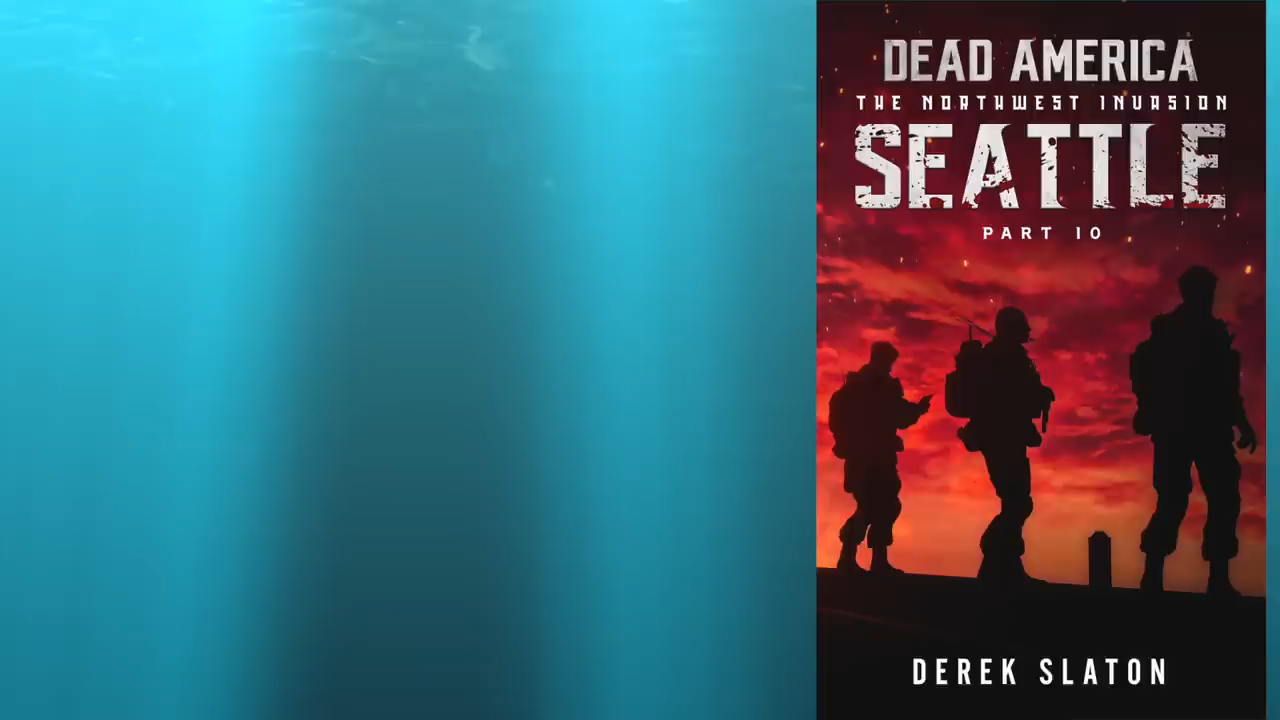 DEAD AMERICA
THE NORTHWEST INVASION
SEATTLE
PART 10
DEREK SLATON